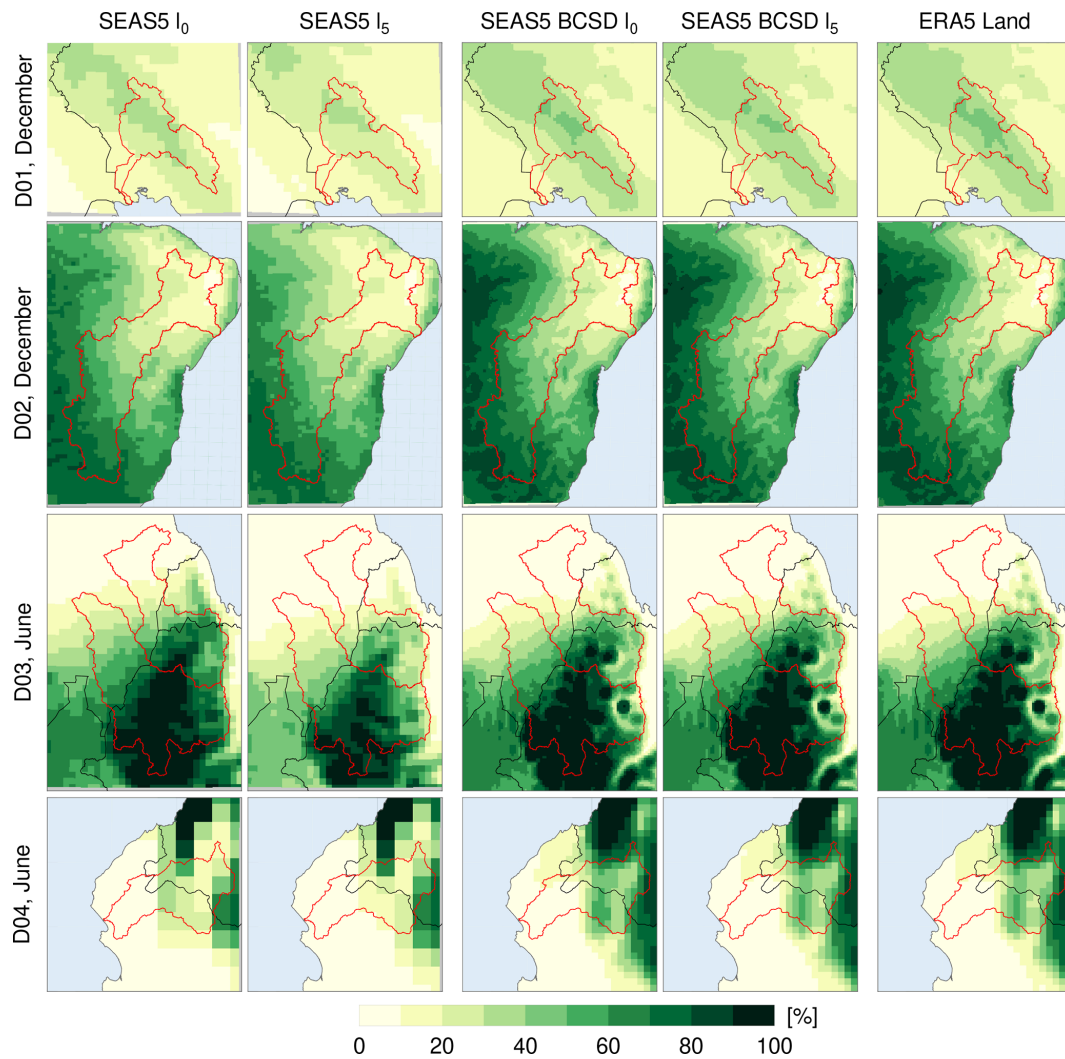 SEAS5 l₀ SEAS5 l₅ SEAS5 BCSD l₀ SEAS5 BCSD l₅ ERA5 Land
D01, December
D02, December
D03, June
D04, June
[%]
0 20 40 60 80 100